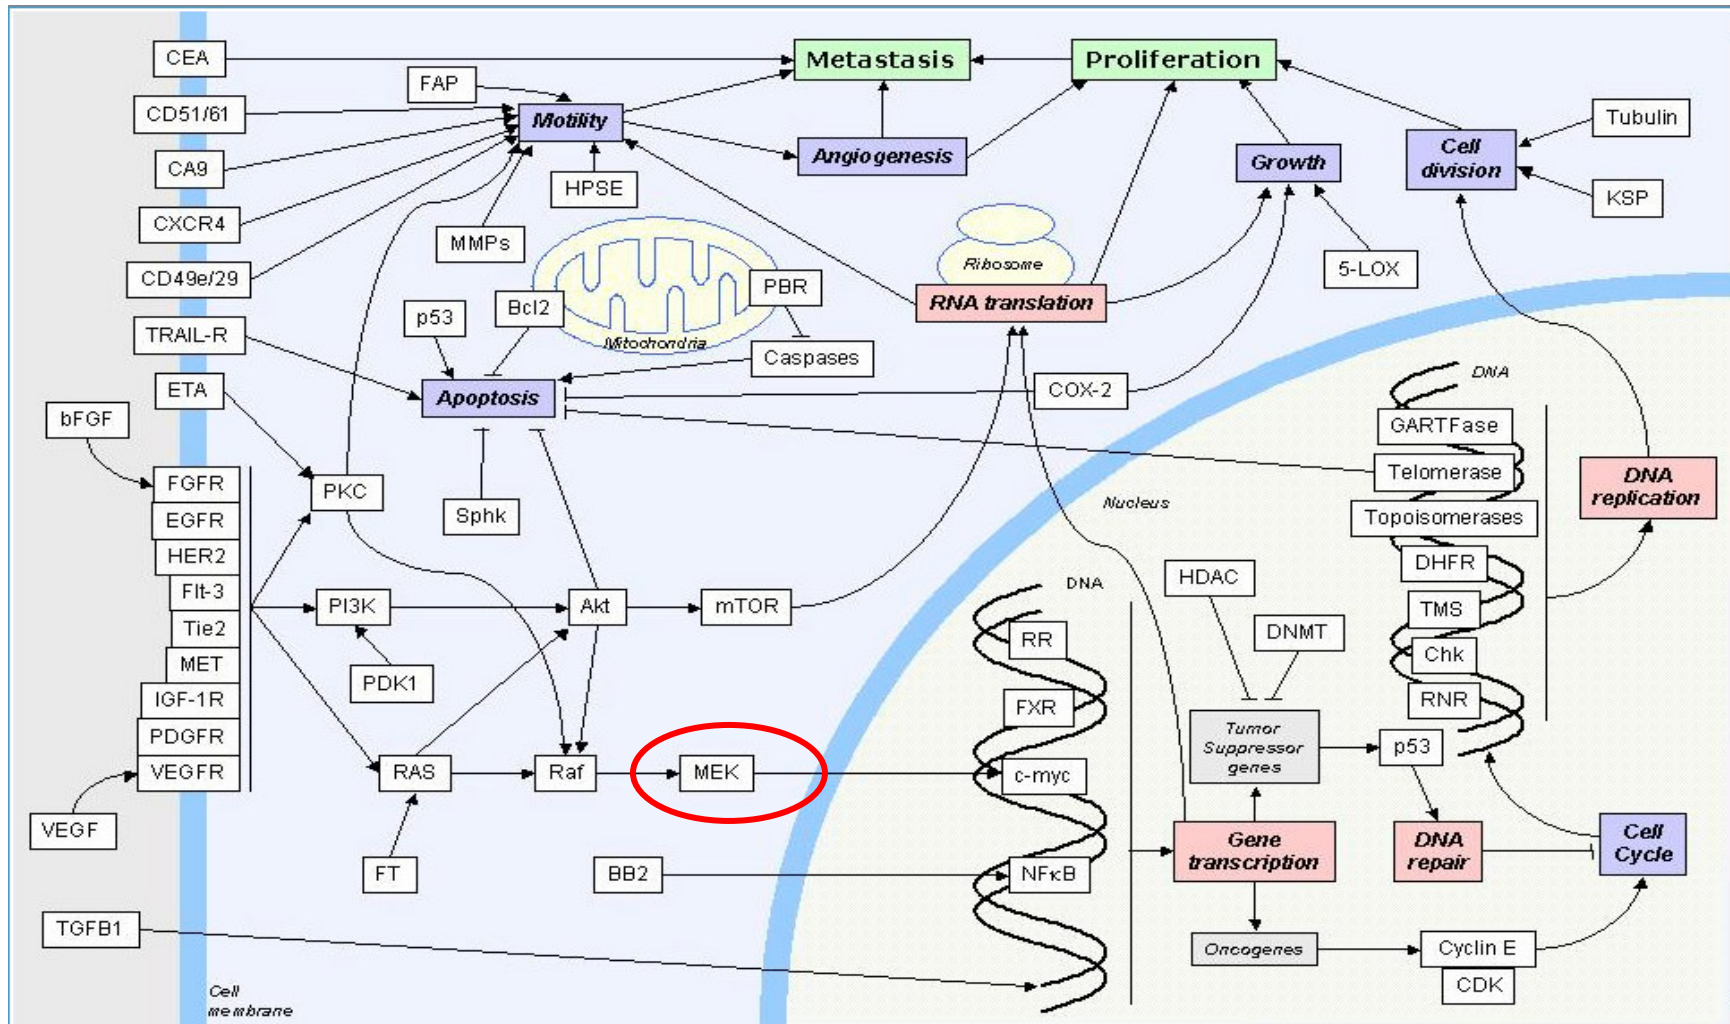 CEA
Metastasis
Proliferation
FAP
CD51/61
Motility
Tubulin
Angiogenesis
Growth
Cell
division
CA9
HPSE
KSP
CXCR4
MMPs
Ribosome
5-LOX
CD49e/29
PBR
Bcl2
RNA translation
p53
TRAIL-R
Mitochondria
Caspases
DNA
ETA
Apoptosis
COX-2
bFGF
GARTFase
Telomerase
DNA
replication
FGFR
PKC
Nucleus
Sphk
Topoisomerases
EGFR
HER2
DHFR
HDAC
DNA
Flt-3
PI3K
Akt
mTOR
TMS
Tie2
RR
DNMT
MET
PDK1
Chk
IGF-1R
FXR
RNR
PDGFR
Tumor
Suppressor
genes
p53
VEGFR
RAS
Raf
MEK
c-myc
VEGF
Gene
transcription
DNA
repair
Cell
Cycle
FT
BB2
NFκB
TGFB1
Oncogenes
Cyclin E
CDK
Cell
membrane